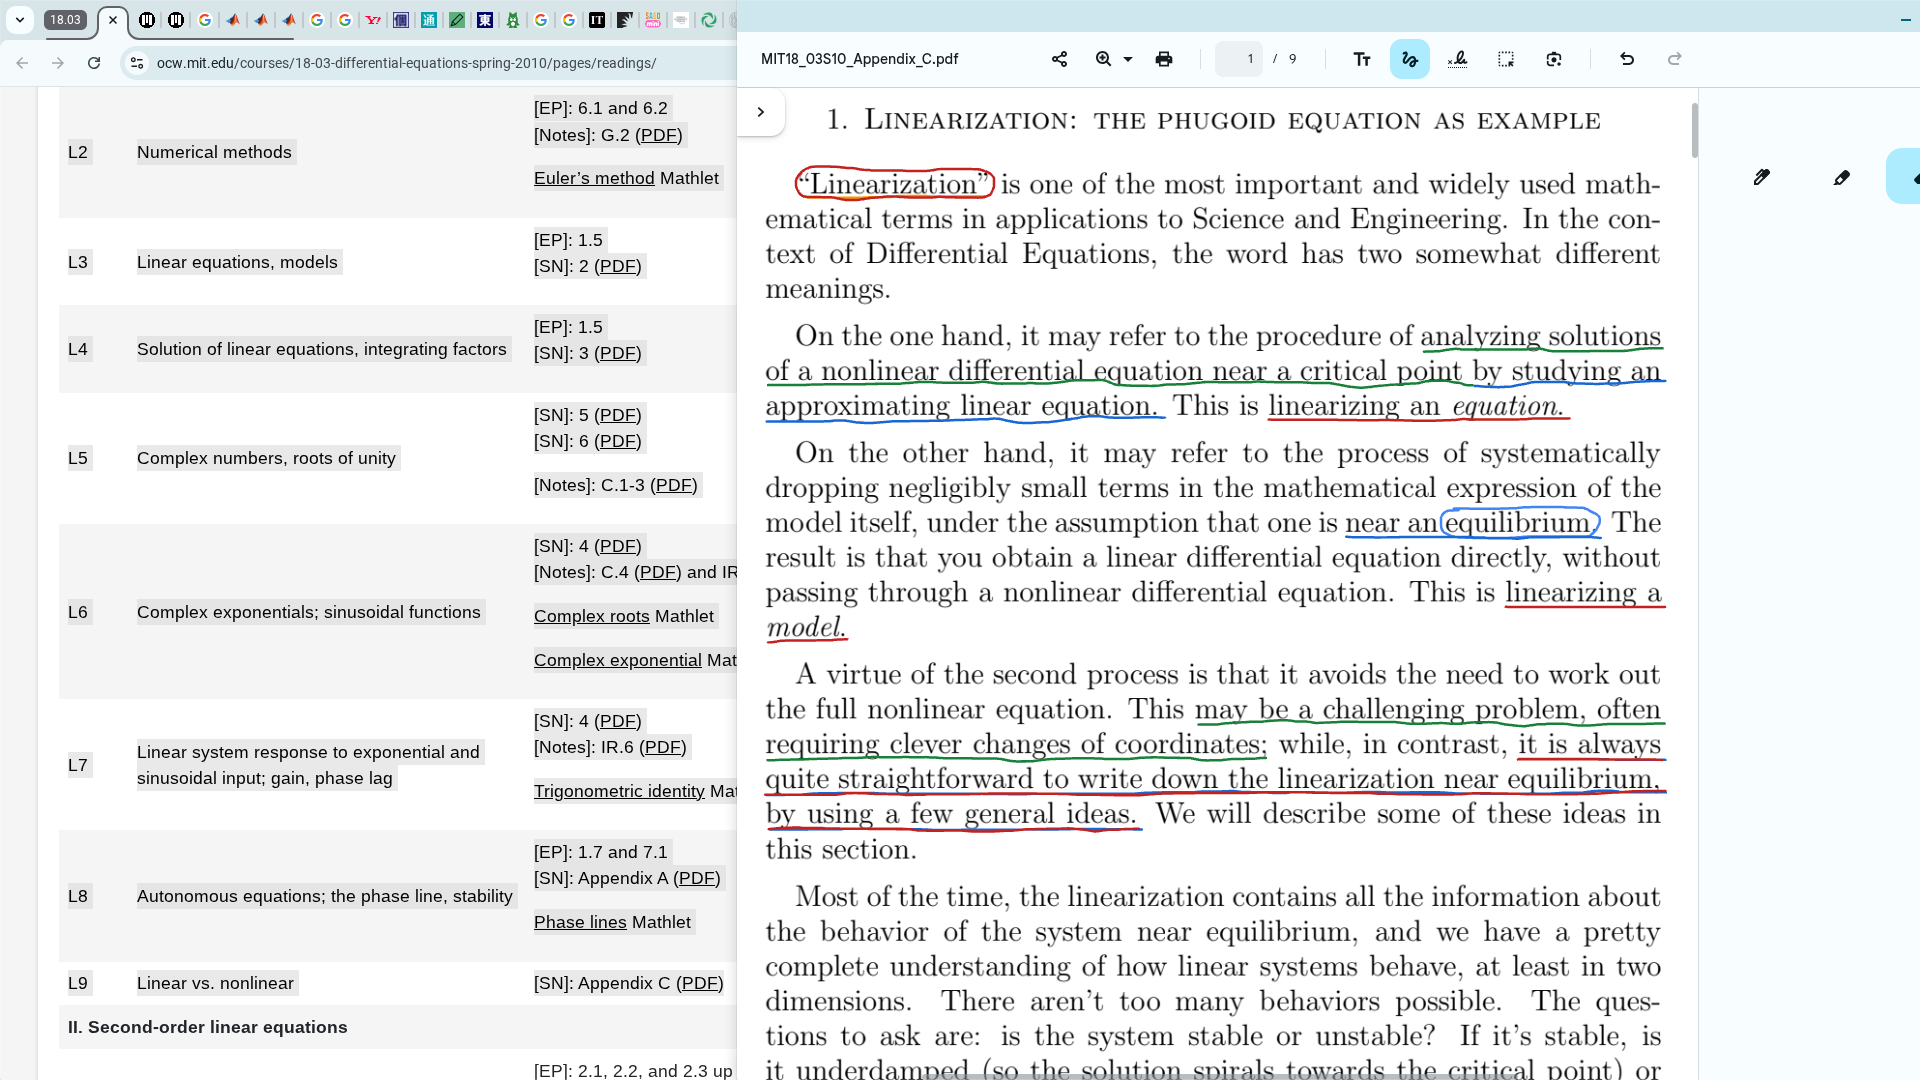 18.03
ocw.mit.edu/courses/18-03-differential-equations-spring-2010/pages/readings/
[EP]: 6.1 and 6.2
L2 Numerical methods [Notes]: G.2 (PDF)
Euler’s method Mathlet
[EP]: 1.5
L3 Linear equations, models [SN]: 2 (PDF)
[EP]: 1.5
L4 Solution of linear equations, integrating factors [SN]: 3 (PDF)
[SN]: 5 (PDF)
L5 Complex numbers, roots of unity [SN]: 6 (PDF)
[Notes]: C.1-3 (PDF)
[SN]: 4 (PDF)
[Notes]: C.4 (PDF) and IR
L6 Complex exponentials; sinusoidal functions Complex roots Mathlet
Complex exponential Mat
[SN]: 4 (PDF)
L7 Linear system response to exponential and [Notes]: IR.6 (PDF)
sinusoidal input; gain, phase lag Trigonometric identity Mat
[EP]: 1.7 and 7.1
L8 Autonomous equations; the phase line, stability [SN]: Appendix A (PDF)
Phase lines Mathlet
L9 Linear vs. nonlinear [SN]: Appendix C (PDF)
II. Second-order linear equations
[EP]: 2.1, 2.2, and 2.3 up
MIT18_03S10_Appendix_C.pdf 1 / 9
1. Linearization: the phugoid equation as example
“Linearization” is one of the most important and widely used math-
ematical terms in applications to Science and Engineering. In the con-
text of Differential Equations, the word has two somewhat different
meanings.
On the one hand, it may refer to the procedure of analyzing solutions
of a nonlinear differential equation near a critical point by studying an
approximating linear equation. This is linearizing an equation.
On the other hand, it may refer to the process of systematically
dropping negligibly small terms in the mathematical expression of the
model itself, under the assumption that one is near an equilibrium. The
result is that you obtain a linear differential equation directly, without
passing through a nonlinear differential equation. This is linearizing a
model.
A virtue of the second process is that it avoids the need to work out
the full nonlinear equation. This may be a challenging problem, often
requiring clever changes of coordinates; while, in contrast, it is always
quite straightforward to write down the linearization near equilibrium,
by using a few general ideas. We will describe some of these ideas in
this section.
Most of the time, the linearization contains all the information about
the behavior of the system near equilibrium, and we have a pretty
complete understanding of how linear systems behave, at least in two
dimensions. There aren’t too many behaviors possible. The ques-
tions to ask are: is the system stable or unstable? If it’s stable, is
it underdamped (so the solution spirals towards the critical point) or